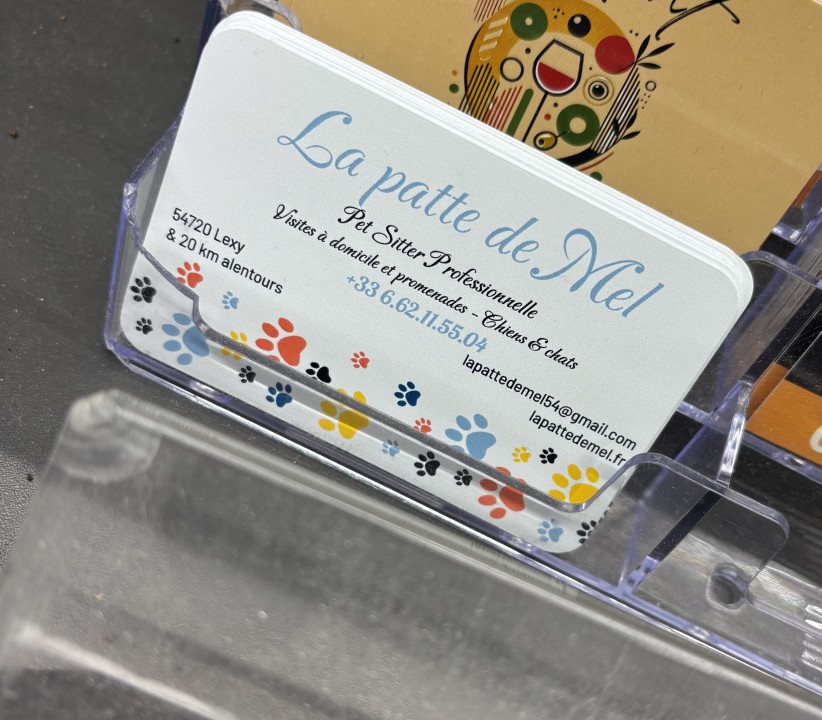 La patte de Mel
Pet Sitter Professionnelle
Visites à domicile et promenades - Chiens & chats
+33 6.62.11.55.04
54720 Lexy
& 20 km alentours
lapattedemel54@gmail.com
lapattedemel.fr